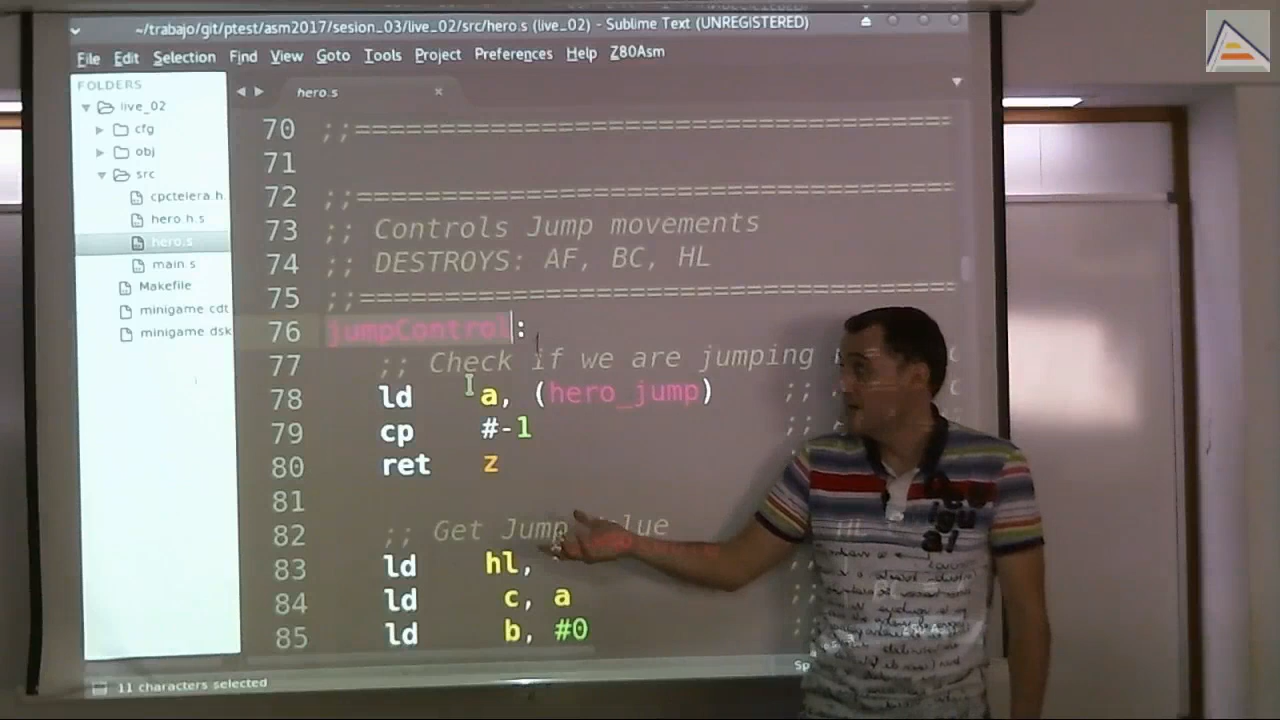 ~/trabajo/git/ptest/asm2017/sesion_03/live_02/src/hero.s (live_02) - Sublime Text (UNREGISTERED)
File Edit Selection Find View Goto Tools Project Preferences Help Z80Asm
FOLDERS
live_02
cfg
obj
src
cpctelera.h.
hero.h.s
hero.s
main.s
Makefile
minigame.cdt
minigame.dsk
hero.s
70 ;;===================================
71
72 ;;===================================
73 ;; Controls Jump movements
74 ;; DESTROYS: AF, BC, HL
75 ;;===================================
76 jumpControl:
77 ;; Check if we are jumping
78 ld a, (hero_jump) ;;
79 cp #-1 ;;
80 ret z
81
82 ;; Get Jump Value
83 ld hl, ;; HL
84 ld c, a ;;
85 ld b, #0 ;;
11 characters selected
Sp